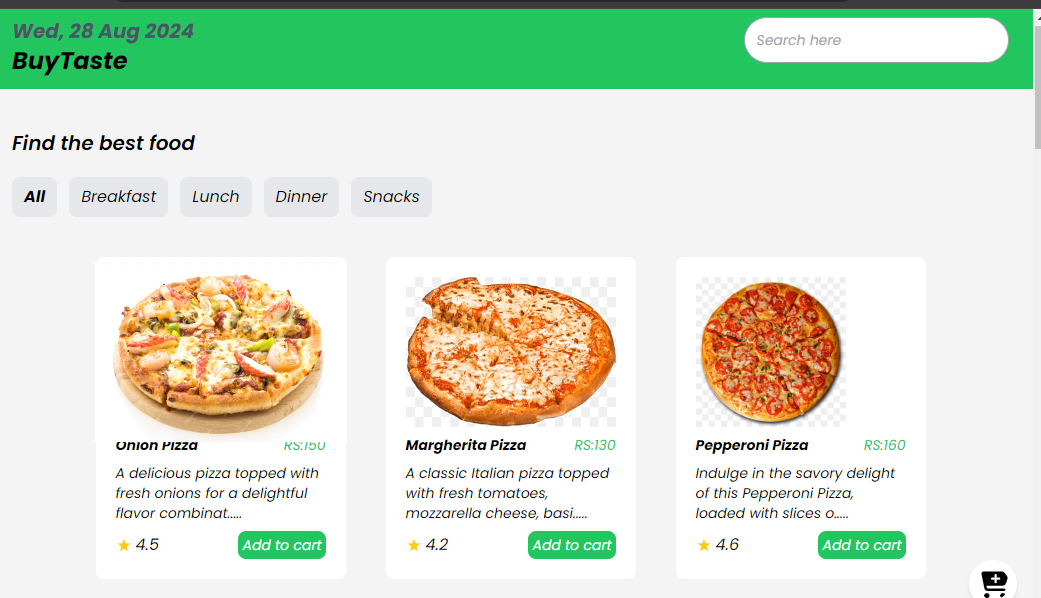 Wed, 28 Aug 2024
BuyTaste
Search here
Find the best food
All Breakfast Lunch Dinner Snacks
Onion Pizza RS:150
A delicious pizza topped with
fresh onions for a delightful
flavor combinat.....
4.5 Add to cart
Margherita Pizza RS:130
A classic Italian pizza topped
with fresh tomatoes,
mozzarella cheese, basi.....
4.2 Add to cart
Pepperoni Pizza RS:160
Indulge in the savory delight
of this Pepperoni Pizza,
loaded with slices o.....
4.6 Add to cart